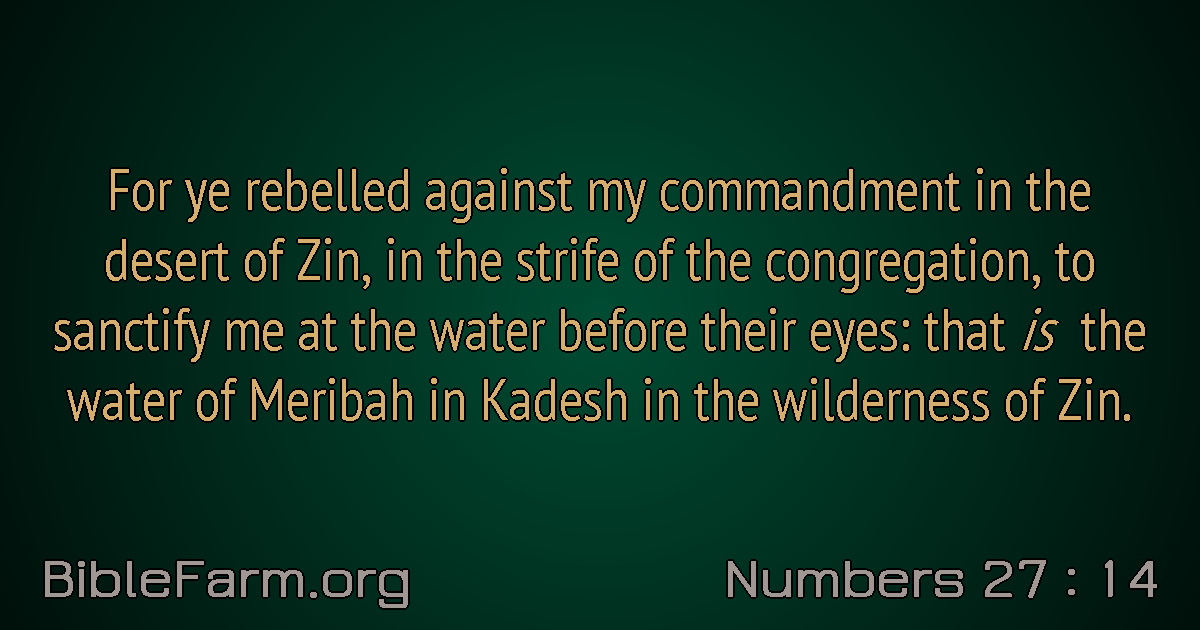 For ye rebelled against my commandment in the
desert of Zin, in the strife of the congregation, to
sanctify me at the water before their eyes: that is the
water of Meribah in Kadesh in the wilderness of Zin.
BibleFarm.org
Numbers 27 : 14